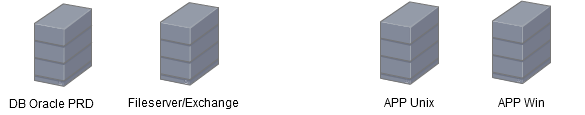 DB Oracle PRD
Fileserver/Exchange
APP Unix
APP Win